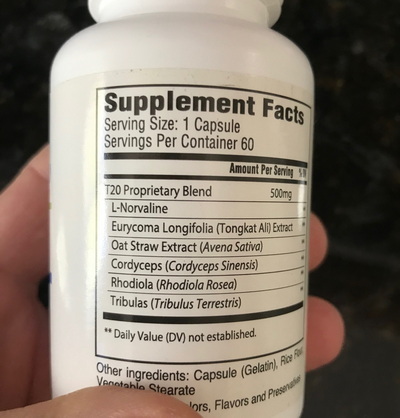 Supplement Facts
Serving Size: 1 Capsule
Servings Per Container 60
Amount Per Serving
T20 Proprietary Blend 500mg
L-Norvaline
Eurycoma Longifolia (Tongkat Ali) Extract
Oat Straw Extract (Avena Sativa)
Cordyceps (Cordyceps Sinensis)
Rhodiola (Rhodiola Rosea)
Tribulas (Tribulus Terrestris)
** Daily Value (DV) not established.
Other ingredients: Capsule (Gelatin), Rice
Vegetable Stearate
Flavors and